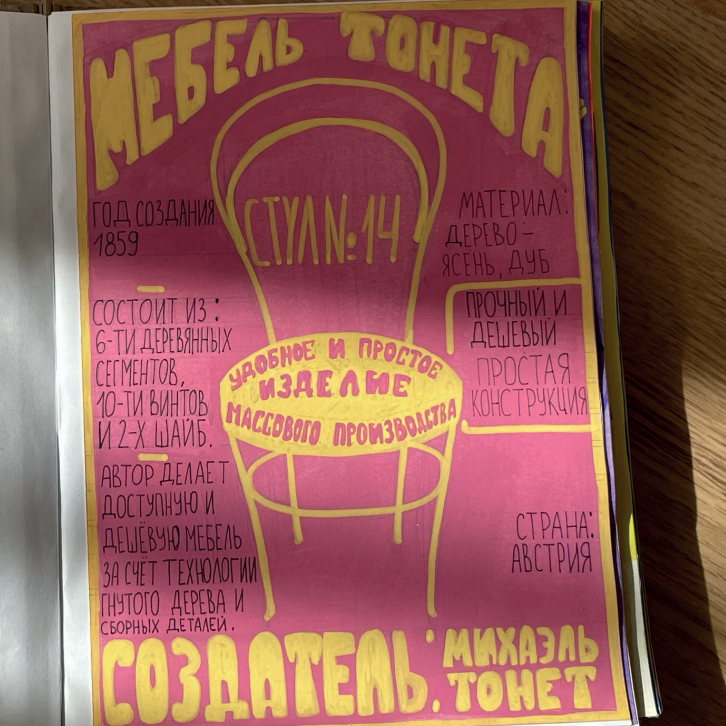 МЕБЕЛЬ ТОНЕТА
СТУЛ №:14
ГОД СОЗДАНИЯ
1859
СОСТОИТ ИЗ:
6-ТИ ДЕРЕВЯННЫХ
СЕГМЕНТОВ,
10-ТИ ВИНТОВ
И 2-Х ШАЙБ.
АВТОР ДЕЛАЕТ
ДОСТУПНУЮ И
ДЕШЁВУЮ МЕБЕЛЬ
ЗА СЧЁТ ТЕХНОЛОГИИ
ГНУТОГО ДЕРЕВА И
СБОРНЫХ ДЕТАЛЕЙ.
УДОБНОЕ И ПРОСТОЕ
ИЗДЕЛИЕ
МАССОВОГО ПРОИЗВОДСТВА
МАТЕРИАЛ:
ДЕРЕВО-
ЯСЕНЬ, ДУБ
ПРОЧНЫЙ И
ДЕШЕВЫЙ
ПРОСТАЯ
КОНСТРУКЦИЯ
СТРАНА:
АВСТРИЯ
СОЗДАТЕЛЬ:
МИХАЭЛЬ
ТОНЕТ